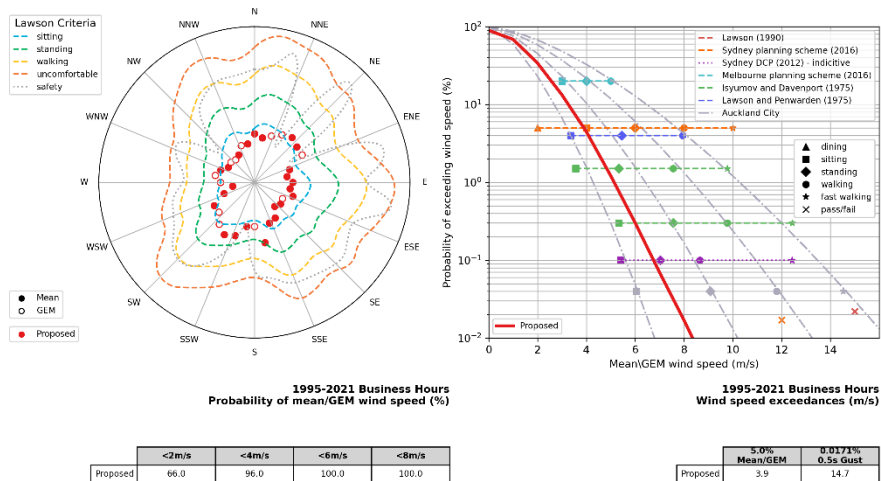 Lawson Criteria
sitting
standing
walking
uncomfortable
safety
N
NNE
NE
ENE
E
ESE
SE
SSE
S
SSW
SW
WSW
W
WNW
NW
NNW
Mean
GEM
Proposed
1995-2021 Business Hours
Probability of mean/GEM wind speed (%)
<2m/s <4m/s <6m/s <8m/s
Proposed 66.0 96.0 100.0 100.0
Probability of exceeding wind speed (%)
10^2
10^1
10^0
10^-1
10^-2
0 2 4 6 8 10 12 14
Mean\GEM wind speed (m/s)
Lawson (1990)
Sydney planning scheme (2016)
Sydney DCP (2012) - indicitive
Melbourne planning scheme (2016)
Isyumov and Davenport (1975)
Lawson and Penwarden (1975)
Auckland City
dining
sitting
standing
walking
fast walking
pass/fail
Proposed
1995-2021 Business Hours
Wind speed exceedances (m/s)
5.0% 0.0171%
Mean/GEM 0.5s Gust
Proposed 3.9 14.7